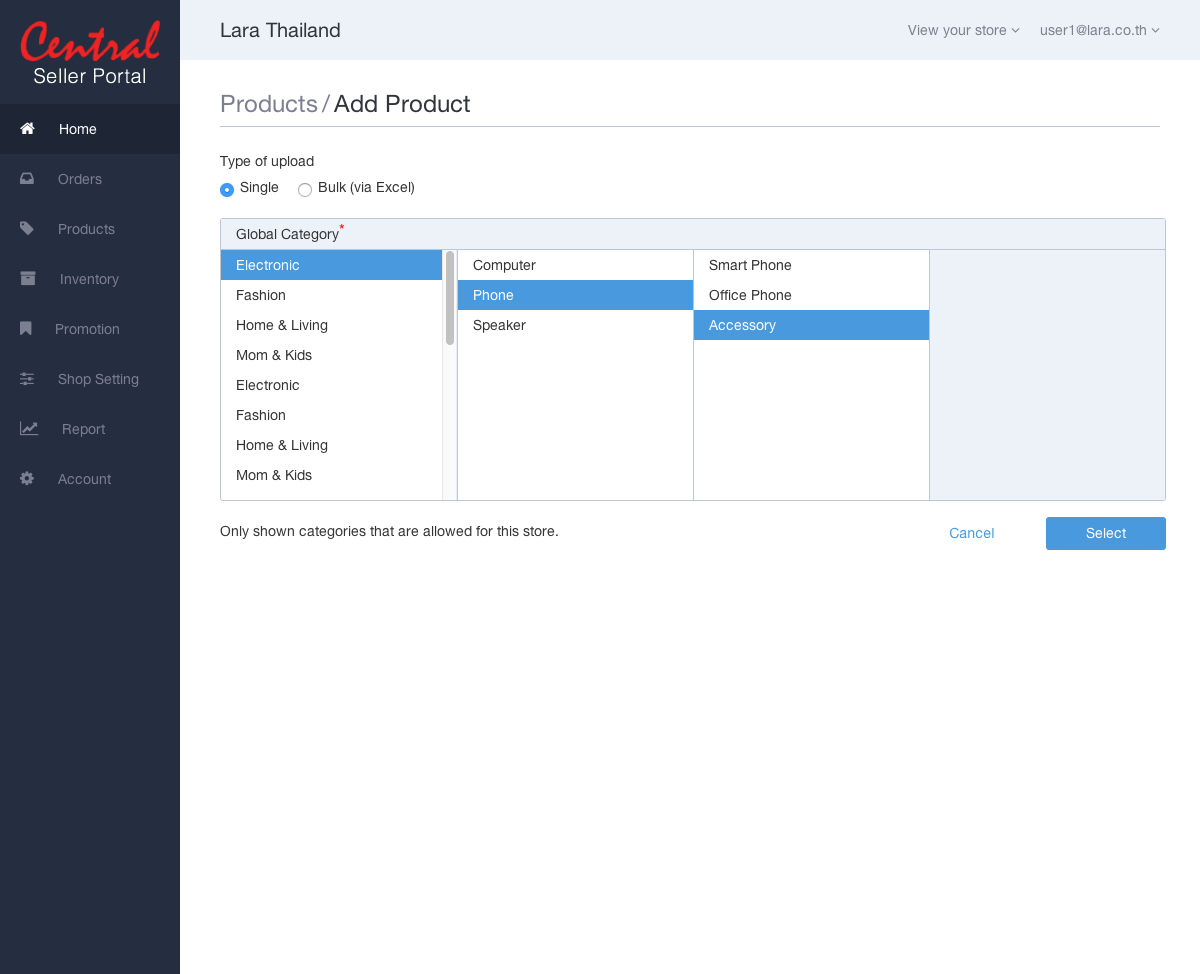 Central
Seller Portal
Home
Orders
Products
Inventory
Promotion
Shop Setting
Report
Account
Lara Thailand
View your store
user1@lara.co.th
Products / Add Product
Type of upload
Single
Bulk (via Excel)
Global Category*
Electronic
Fashion
Home & Living
Mom & Kids
Electronic
Fashion
Home & Living
Mom & Kids
Computer
Phone
Speaker
Smart Phone
Office Phone
Accessory
Only shown categories that are allowed for this store.
Cancel
Select